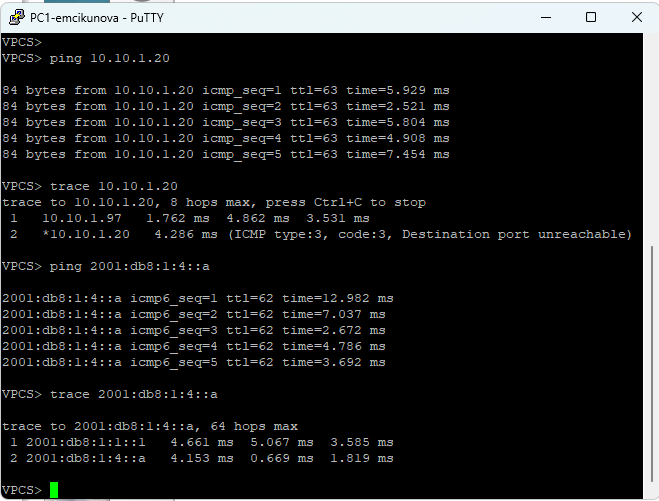 PC1-emcikunova - PuTTY
VPCS>
VPCS> ping 10.10.1.20
84 bytes from 10.10.1.20 icmp_seq=1 ttl=63 time=5.929 ms
84 bytes from 10.10.1.20 icmp_seq=2 ttl=63 time=2.521 ms
84 bytes from 10.10.1.20 icmp_seq=3 ttl=63 time=5.804 ms
84 bytes from 10.10.1.20 icmp_seq=4 ttl=63 time=4.908 ms
84 bytes from 10.10.1.20 icmp_seq=5 ttl=63 time=7.454 ms
VPCS> trace 10.10.1.20
trace to 10.10.1.20, 8 hops max, press Ctrl+C to stop
1 10.10.1.97 1.762 ms 4.862 ms 3.531 ms
2 *10.10.1.20 4.286 ms (ICMP type:3, code:3, Destination port unreachable)
VPCS> ping 2001:db8:1:4::a
2001:db8:1:4::a icmp6_seq=1 ttl=62 time=12.982 ms
2001:db8:1:4::a icmp6_seq=2 ttl=62 time=7.037 ms
2001:db8:1:4::a icmp6_seq=3 ttl=62 time=2.672 ms
2001:db8:1:4::a icmp6_seq=4 ttl=62 time=4.786 ms
2001:db8:1:4::a icmp6_seq=5 ttl=62 time=3.692 ms
VPCS> trace 2001:db8:1:4::a
trace to 2001:db8:1:4::a, 64 hops max
1 2001:db8:1:1::1 4.661 ms 5.067 ms 3.585 ms
2 2001:db8:1:4::a 4.153 ms 0.669 ms 1.819 ms
VPCS>